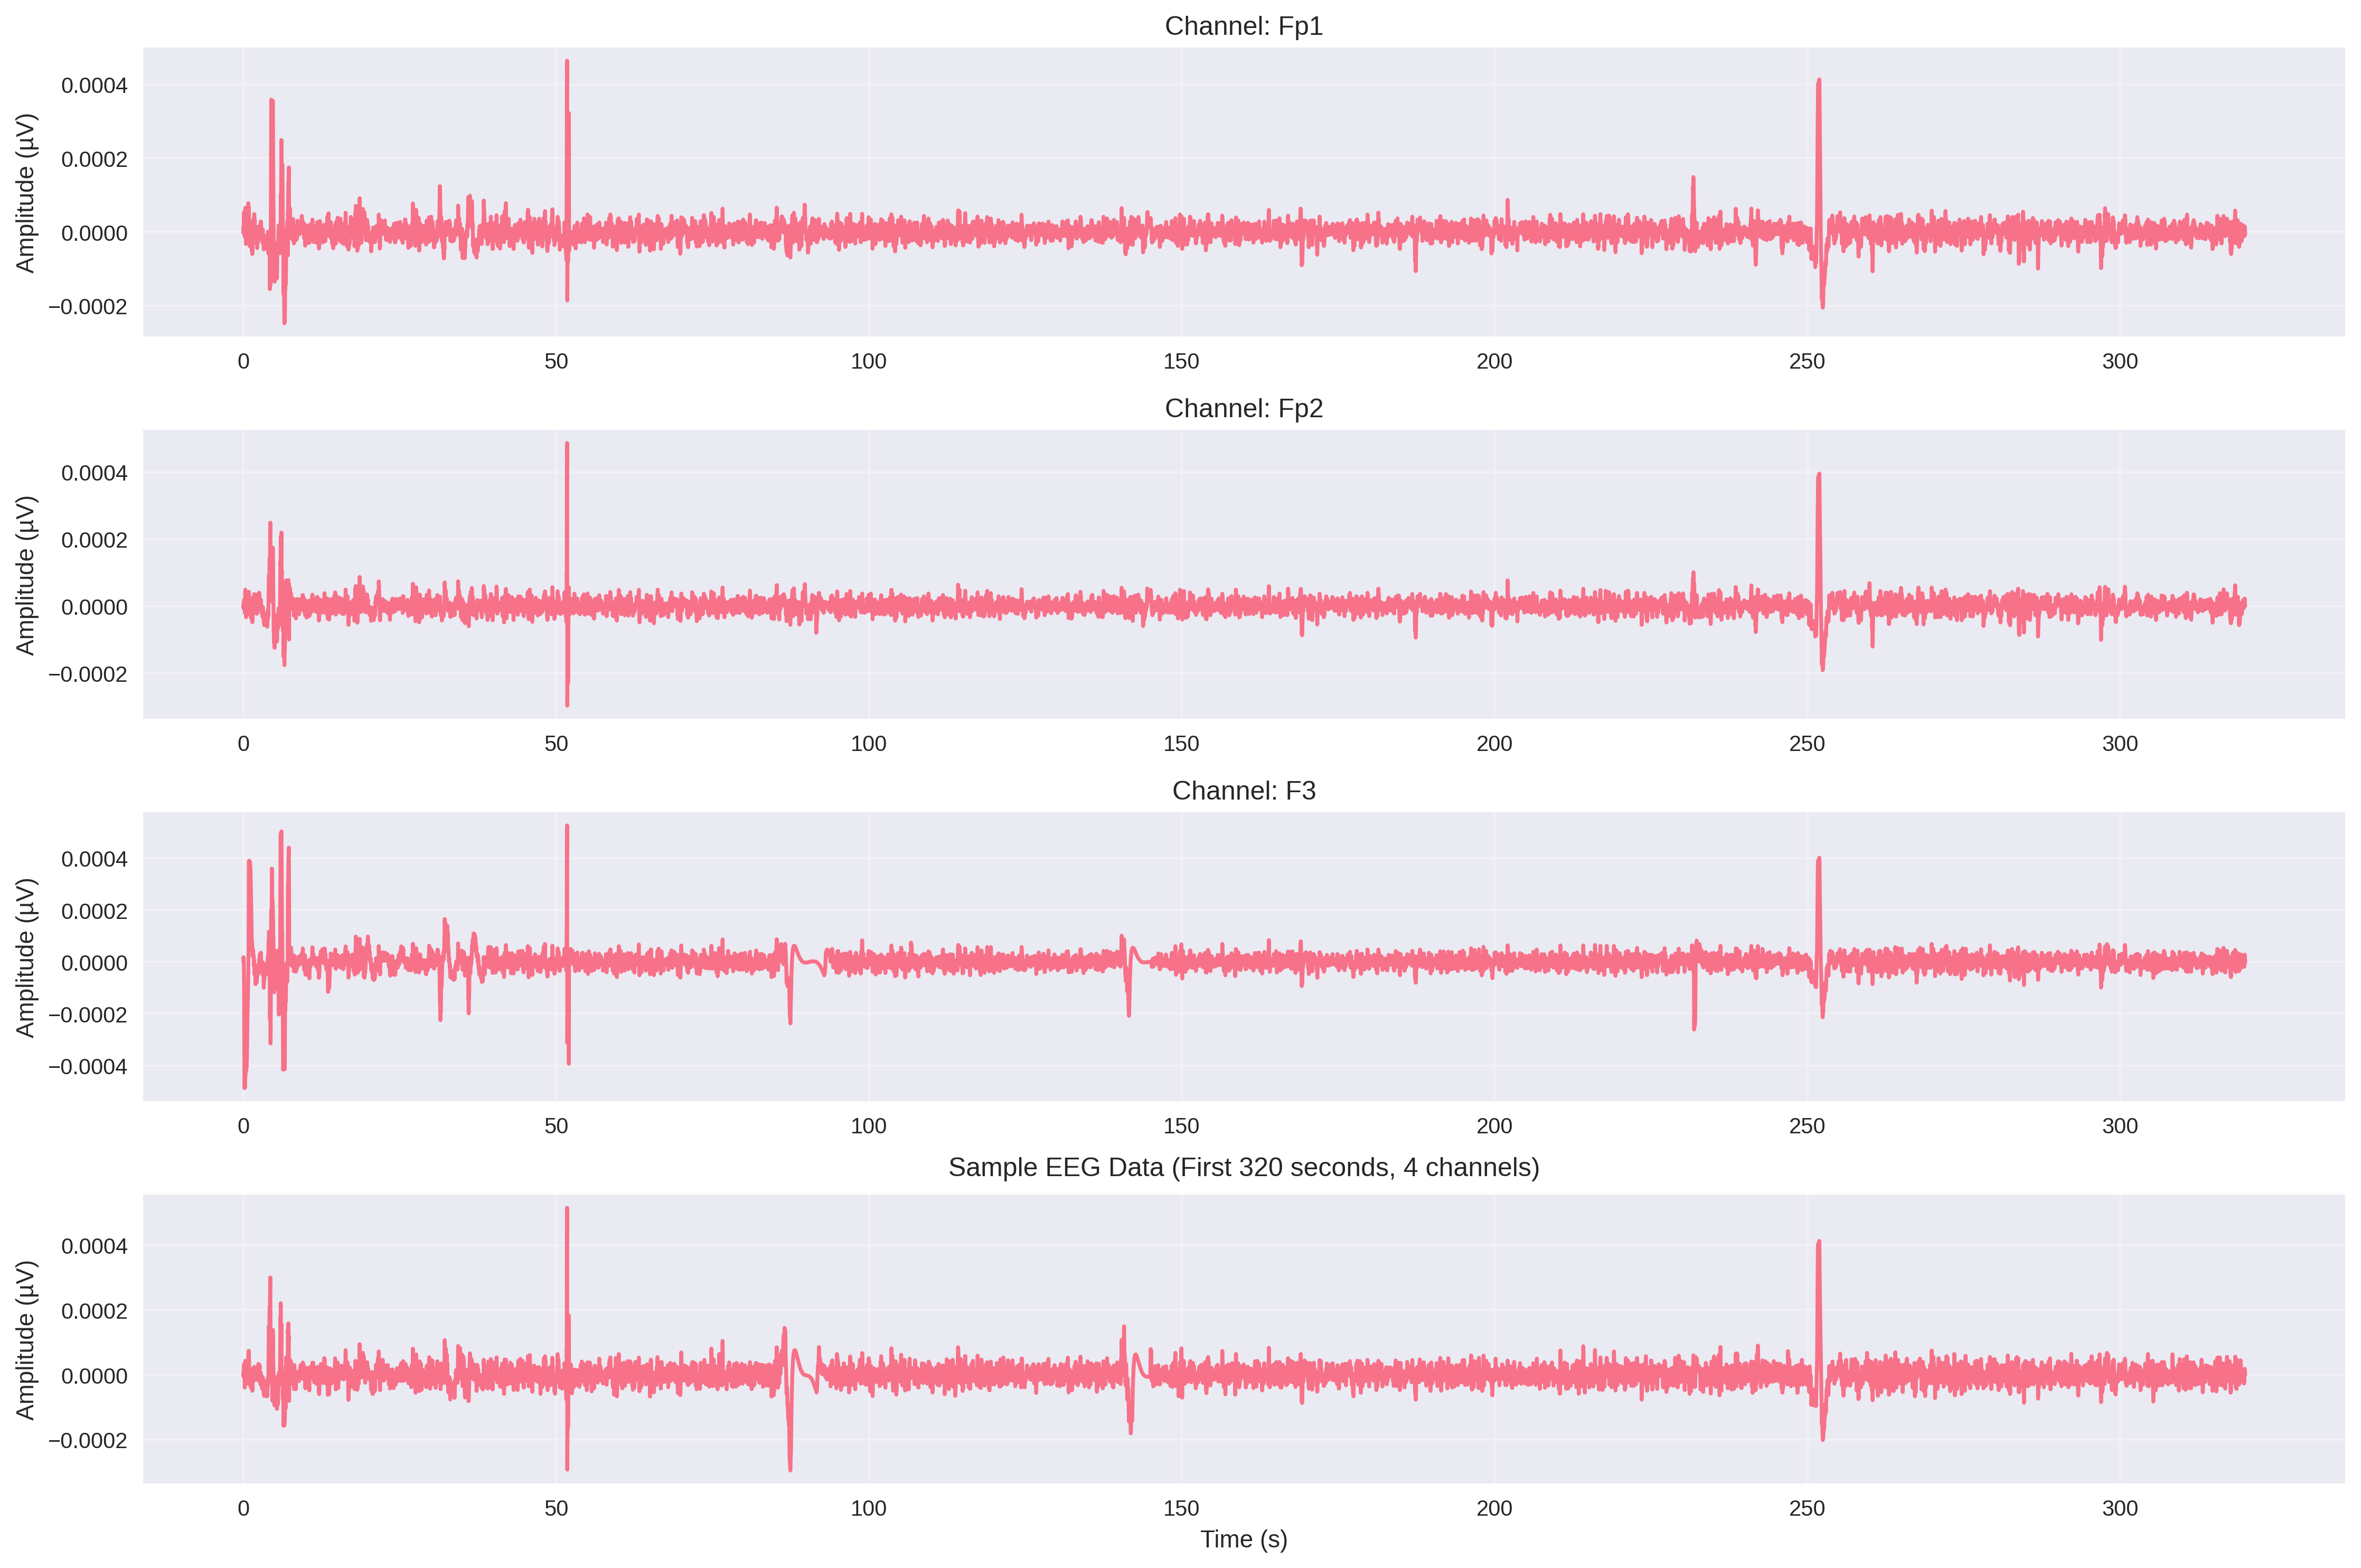 Channel: Fp1
Amplitude (µV)
0.0004
0.0002
0.0000
−0.0002
0 50 100 150 200 250 300
Channel: Fp2
Amplitude (µV)
0.0004
0.0002
0.0000
−0.0002
0 50 100 150 200 250 300
Channel: F3
Amplitude (µV)
0.0004
0.0002
0.0000
−0.0002
−0.0004
0 50 100 150 200 250 300
Sample EEG Data (First 320 seconds, 4 channels)
Amplitude (µV)
0.0004
0.0002
0.0000
−0.0002
0 50 100 150 200 250 300
Time (s)